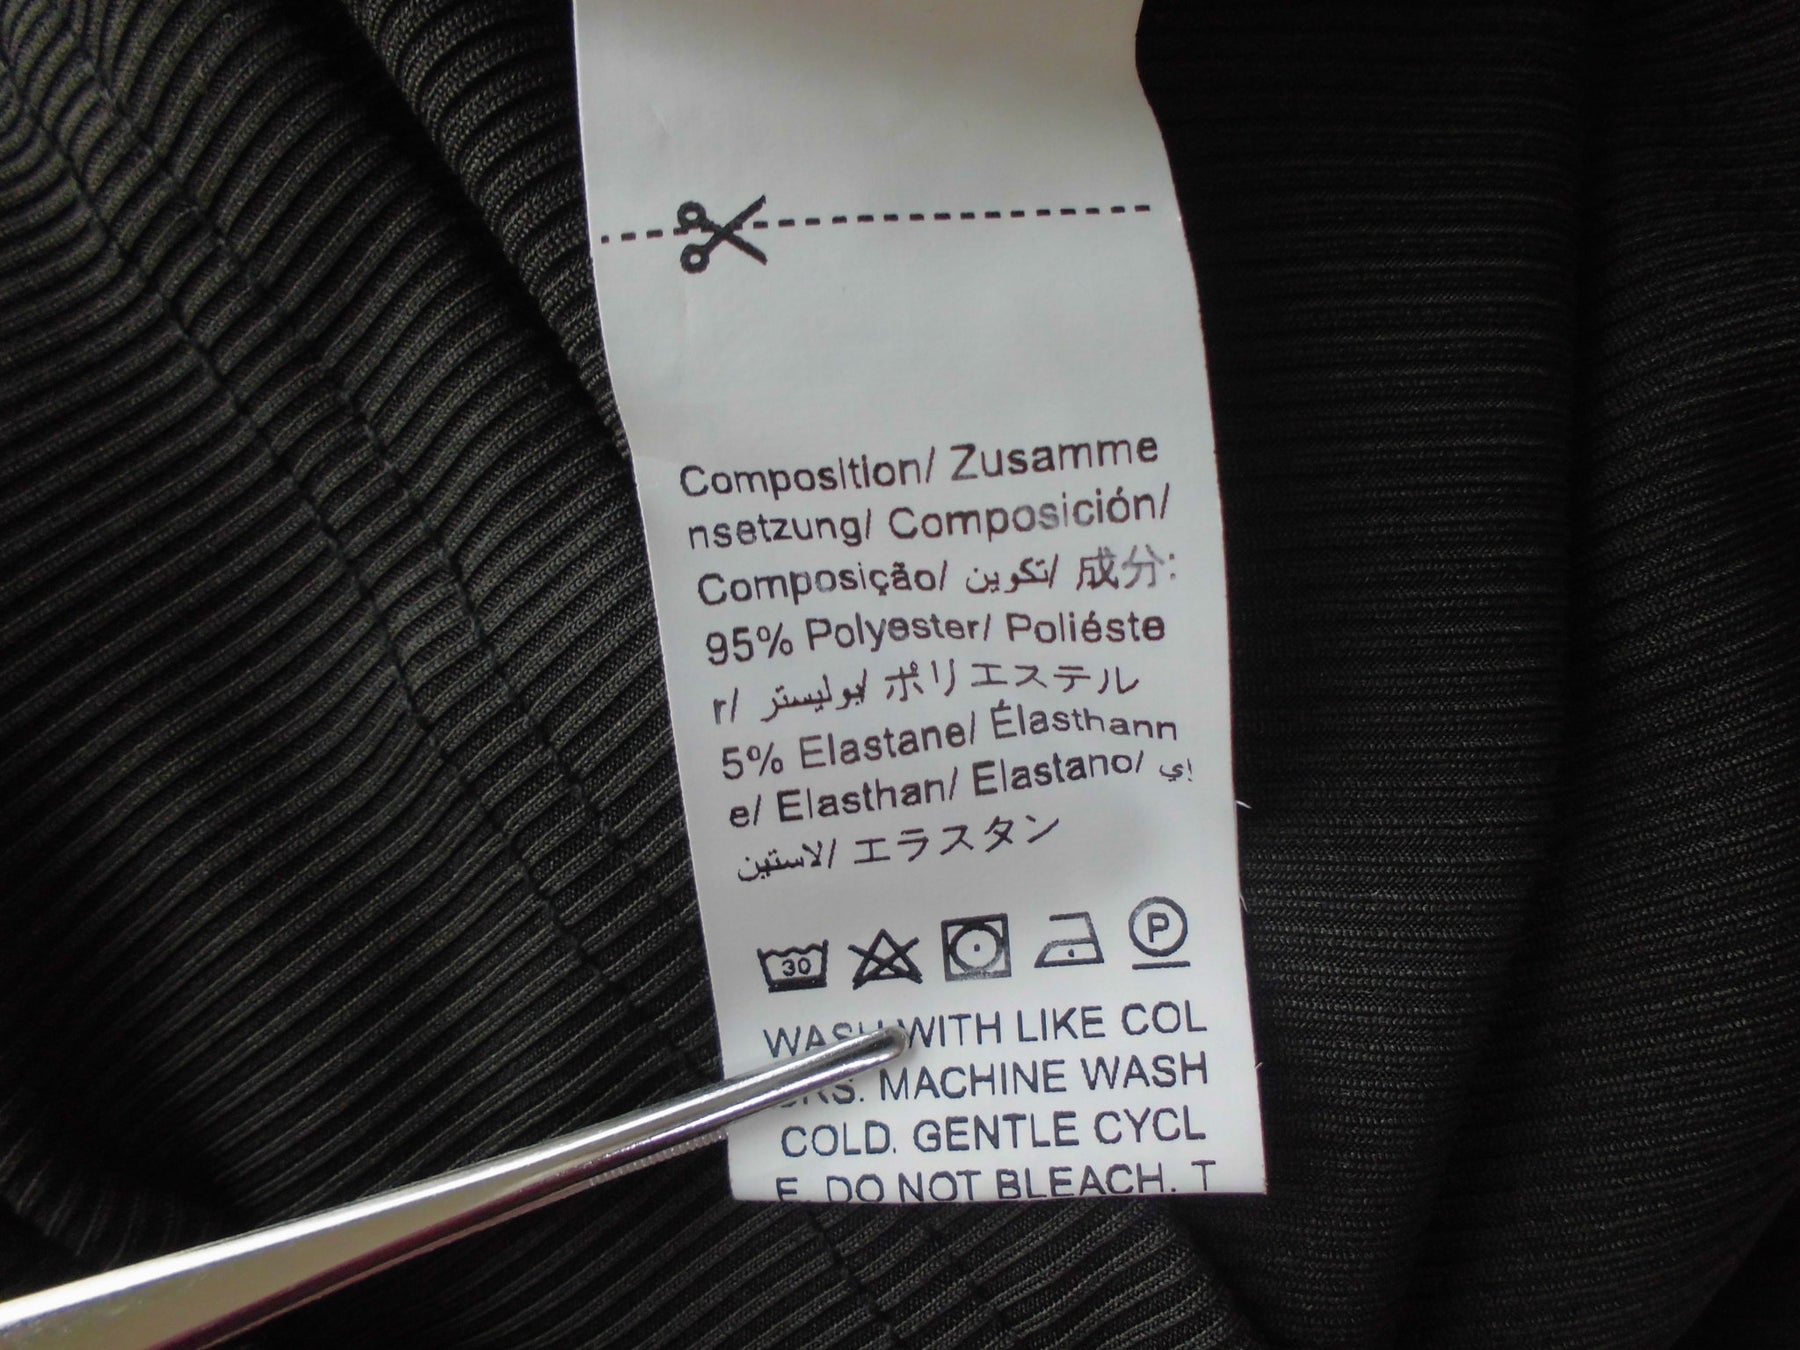 Composition/ Zusamme
nsetzung/ Composición/
Composição/ تكوين/ 成分:
95% Polyester/ Poliéste
r/ بوليستر/ ポリエステル
5% Elastane/ Élasthann
e/ Elasthan/ Elastano/ إي
لاستين/ エラスタン
30 P
WASH WITH LIKE COL
ORS. MACHINE WASH
COLD. GENTLE CYCL
E. DO NOT BLEACH. T